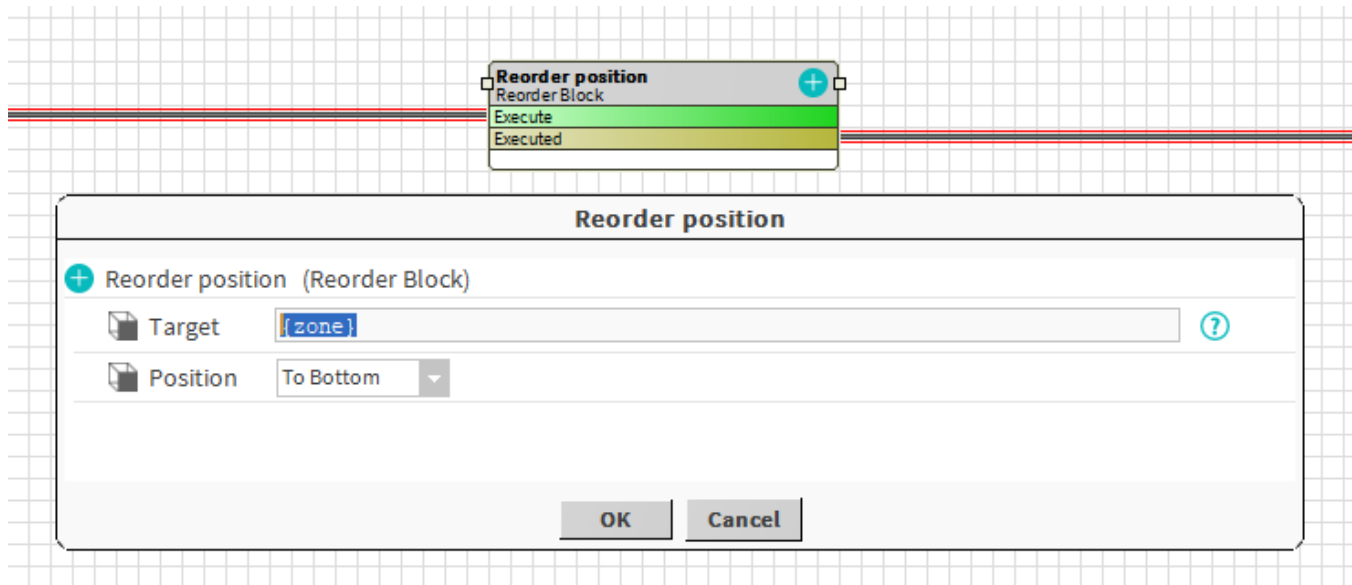 Reorder position
Reorder Block
Execute
Executed
Reorder position
Reorder position (Reorder Block)
Target {zone}
Position To Bottom
OK Cancel